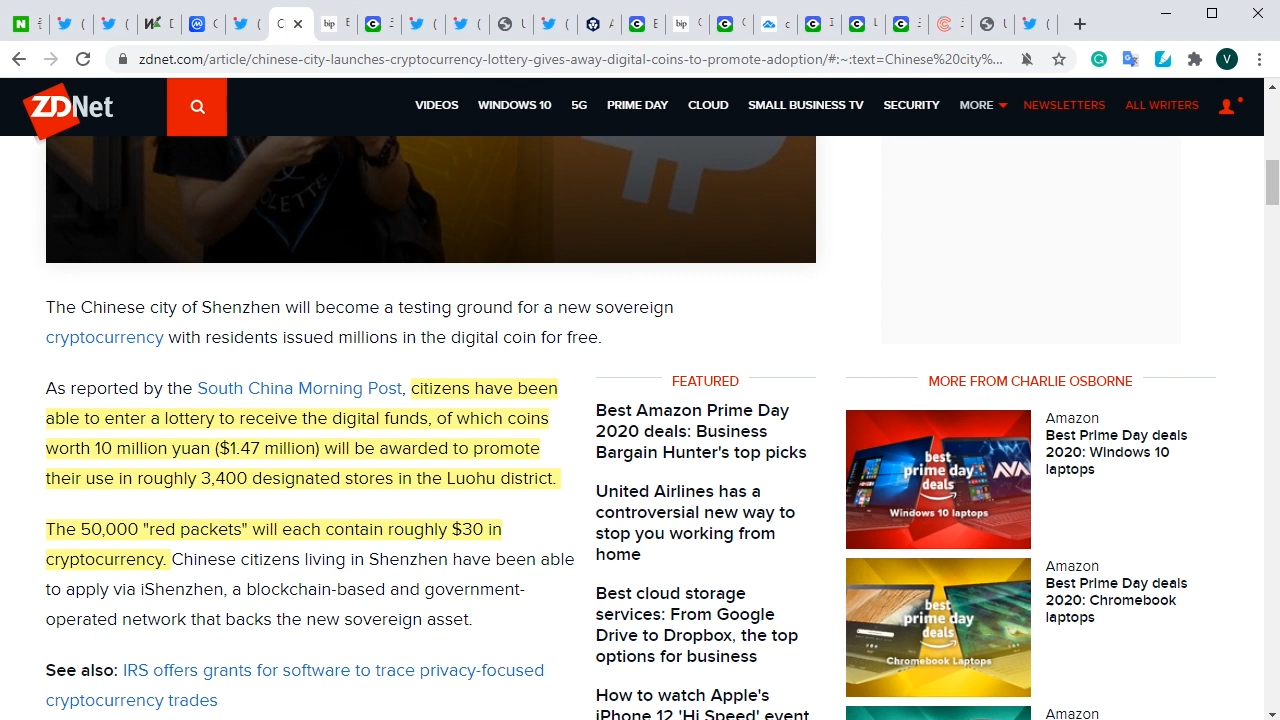 C
bip
C
bip
C
zdnet.com/article/chinese-city-launches-cryptocurrency-lottery-gives-away-digital-coins-to-promote-adoption/#:~:text=Chinese%20city%...
V
ZDNet
VIDEOS
WINDOWS 10
5G
PRIME DAY
CLOUD
SMALL BUSINESS TV
SECURITY
MORE
NEWSLETTERS
ALL WRITERS
OLETTE
The Chinese city of Shenzhen will become a testing ground for a new sovereign
cryptocurrency with residents issued millions in the digital coin for free.
As reported by the South China Morning Post, citizens have been
able to enter a lottery to receive the digital funds, of which coins
worth 10 million yuan ($1.47 million) will be awarded to promote
their use in roughly 3,400 designated stores in the Luohu district.
The 50,000 "red packets" will each contain roughly $30 in
cryptocurrency. Chinese citizens living in Shenzhen have been able
to apply via iShenzhen, a blockchain-based and government-
operated network that backs the new sovereign asset.
See also: IRS offers grants for software to trace privacy-focused
cryptocurrency trades
FEATURED
Best Amazon Prime Day
2020 deals: Business
Bargain Hunter's top picks
United Airlines has a
controversial new way to
stop you working from
home
Best cloud storage
services: From Google
Drive to Dropbox, the top
options for business
How to watch Apple's
iPhone 12 'Hi Speed' event
MORE FROM CHARLIE OSBORNE
best
prime day
deals
Windows 10 laptops
Amazon
Best Prime Day deals
2020: Windows 10
laptops
best
prime day
deals
Chromebook Laptops
Amazon
Best Prime Day deals
2020: Chromebook
laptops
Amazon